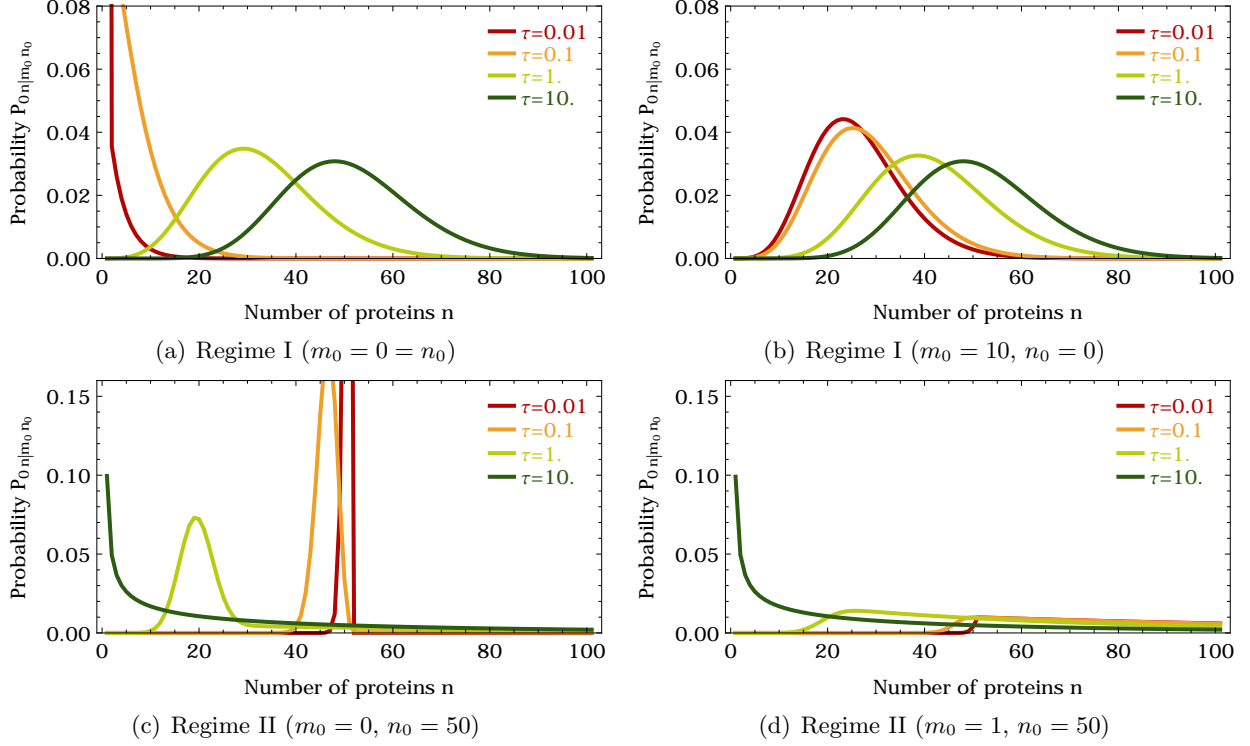 Probability P0 n|m0 n0
0.08
0.06
0.04
0.02
0.00
τ=0.01
τ=0.1
τ=1.
τ=10.
0 20 40 60 80 100
Number of proteins n
(a) Regime I (m0 = 0 = n0)
Probability P0 n|m0 n0
0.08
0.06
0.04
0.02
0.00
τ=0.01
τ=0.1
τ=1.
τ=10.
0 20 40 60 80 100
Number of proteins n
(b) Regime I (m0 = 10, n0 = 0)
Probability P0 n|m0 n0
0.15
0.10
0.05
0.00
τ=0.01
τ=0.1
τ=1.
τ=10.
0 20 40 60 80 100
Number of proteins n
(c) Regime II (m0 = 0, n0 = 50)
Probability P0 n|m0 n0
0.15
0.10
0.05
0.00
τ=0.01
τ=0.1
τ=1.
τ=10.
0 20 40 60 80 100
Number of proteins n
(d) Regime II (m0 = 1, n0 = 50)